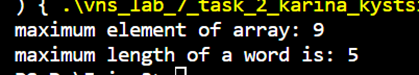 ) { .\vns_lab_7_task_2_karina_kysts
maximum element of array: 9
maximum length of a word is: 5